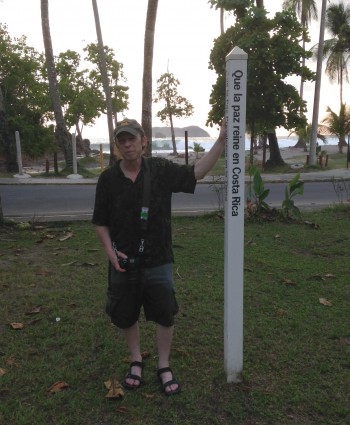 Que la paz reine en Costa Rica